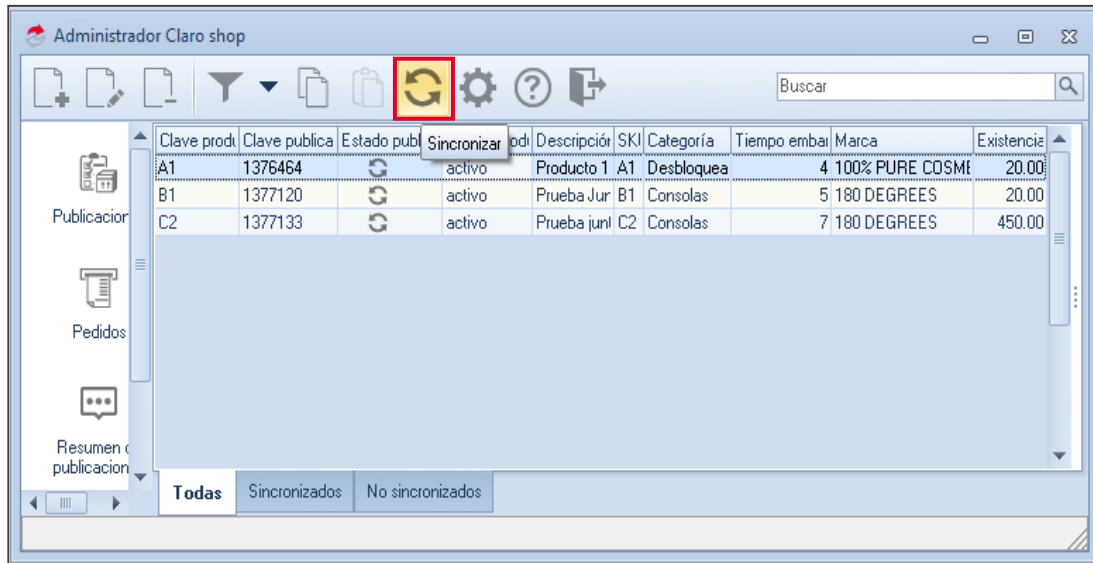 Administrador Claro shop
Buscar
Clave produ Clave publica Estado publ Sincronizar odu Descripción SKU Categoría Tiempo embal Marca Existencia
A1 1376464 activo Producto 1 A1 Desbloquea 4 100% PURE COSME 20.00
B1 1377120 activo Prueba Jun B1 Consolas 5 180 DEGREES 20.00
C2 1377133 activo Prueba junt C2 Consolas 7 180 DEGREES 450.00
Publicacion
Pedidos
Resumen d
publicacion
Todas Sincronizados No sincronizados